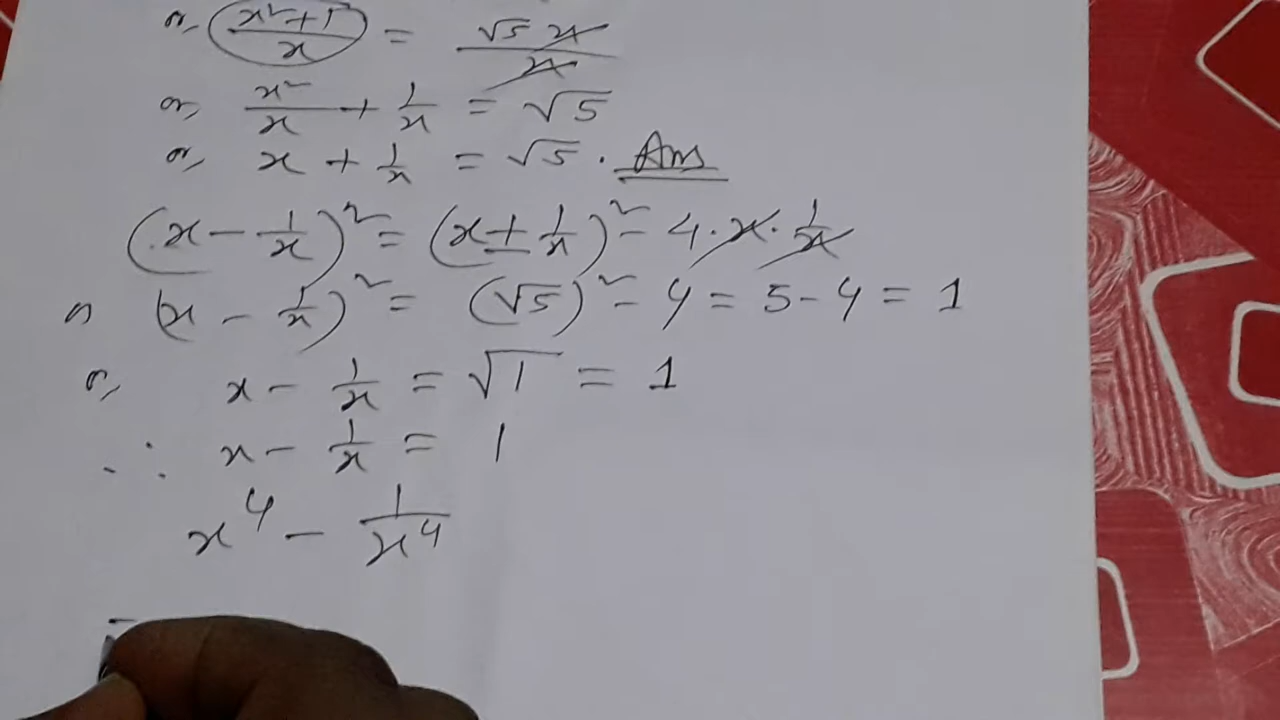 or, (x²+1)/x = √5 x/x
or, x²/x + 1/x = √5
or, x + 1/x = √5. Ans
(x - 1/x)² = (x + 1/x)² - 4·x·1/x
or (x - 1/x)² = (√5)² - 4 = 5 - 4 = 1
or, x - 1/x = √1 = 1
∴ x - 1/x = 1
x⁴ - 1/x⁴